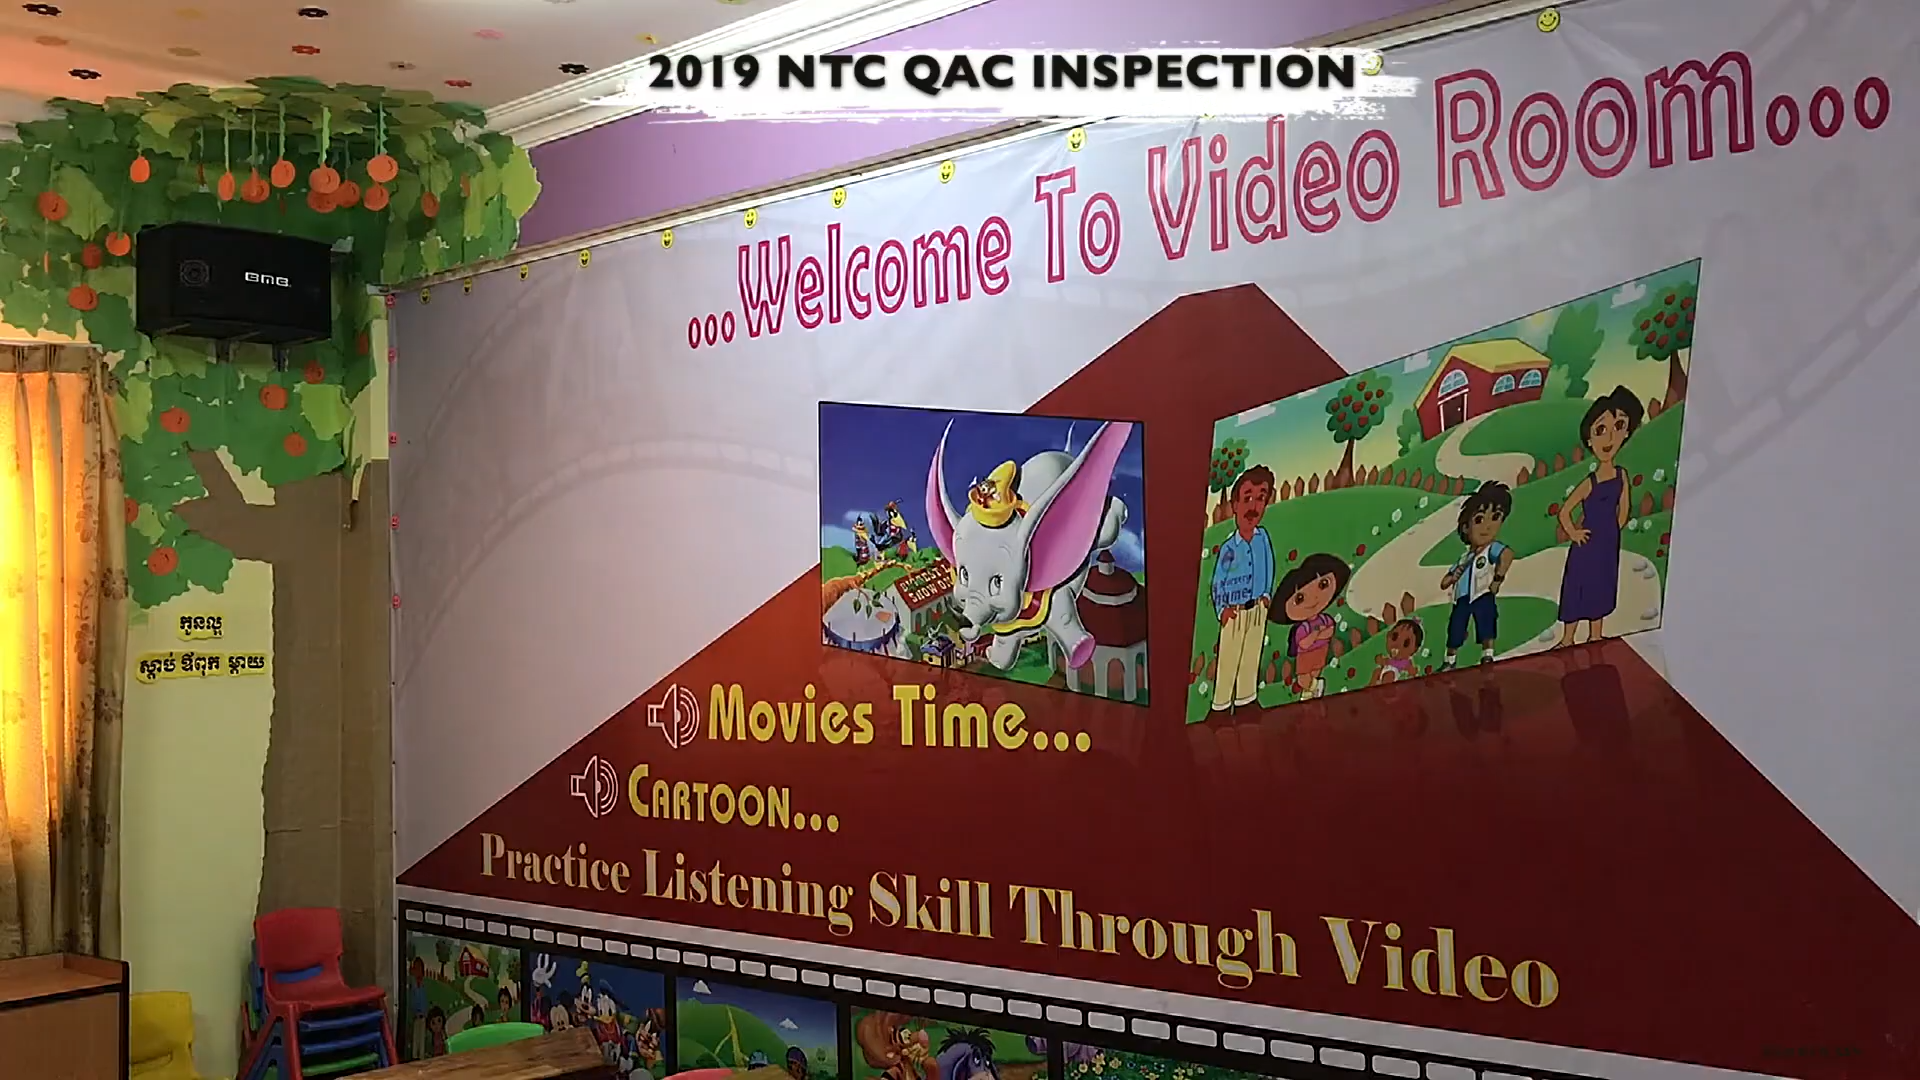 2019 NTC QAC INSPECTION
...Welcome To Video Room...
BMB
កូនល្អ
ស្តាប់ ឪពុក ម្តាយ
Movies Time...
CARTOON...
Practice Listening Skill Through Video